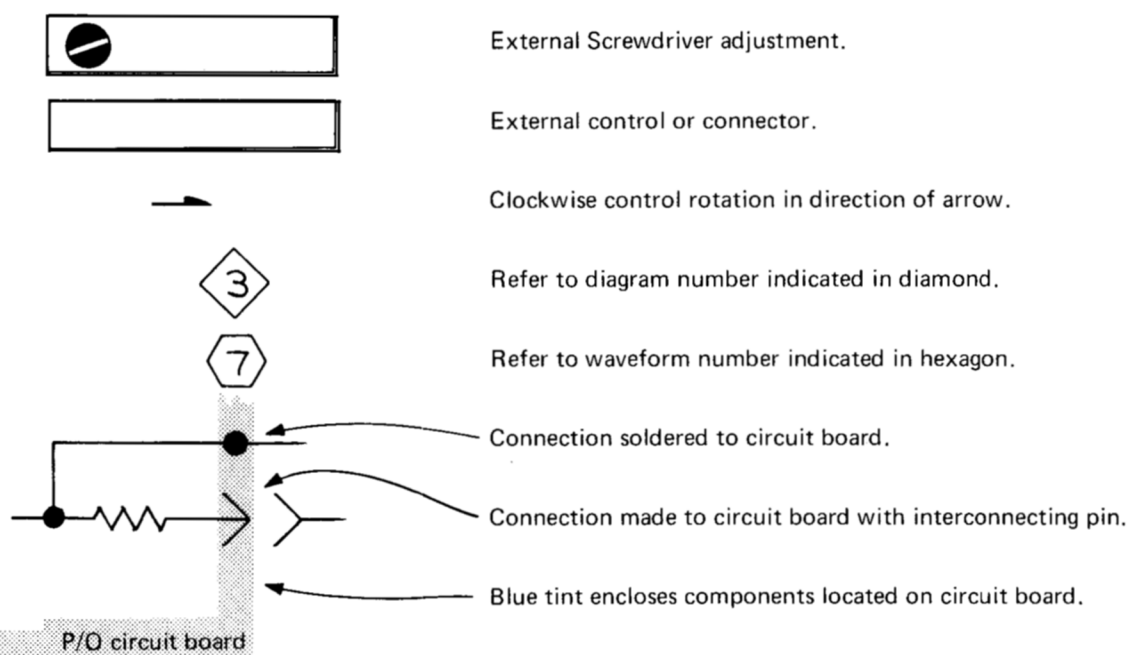 External Screwdriver adjustment.
External control or connector.
Clockwise control rotation in direction of arrow.
3
Refer to diagram number indicated in diamond.
7
Refer to waveform number indicated in hexagon.
Connection soldered to circuit board.
Connection made to circuit board with interconnecting pin.
Blue tint encloses components located on circuit board.
P/O circuit board